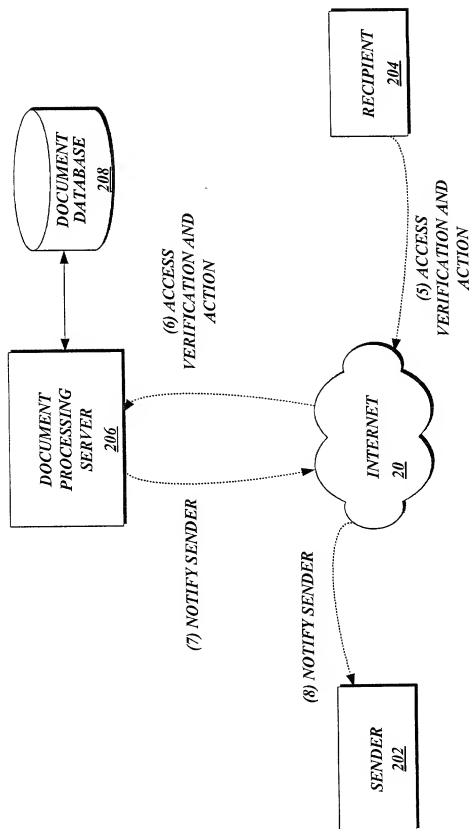 DOCUMENT
DATABASE
208
DOCUMENT
PROCESSING
SERVER
206
(6) ACCESS
VERIFICATION AND
ACTION
(7) NOTIFY SENDER
RECIPIENT
204
(5) ACCESS
VERIFICATION AND
ACTION
INTERNET
20
(8) NOTIFY SENDER
SENDER
202